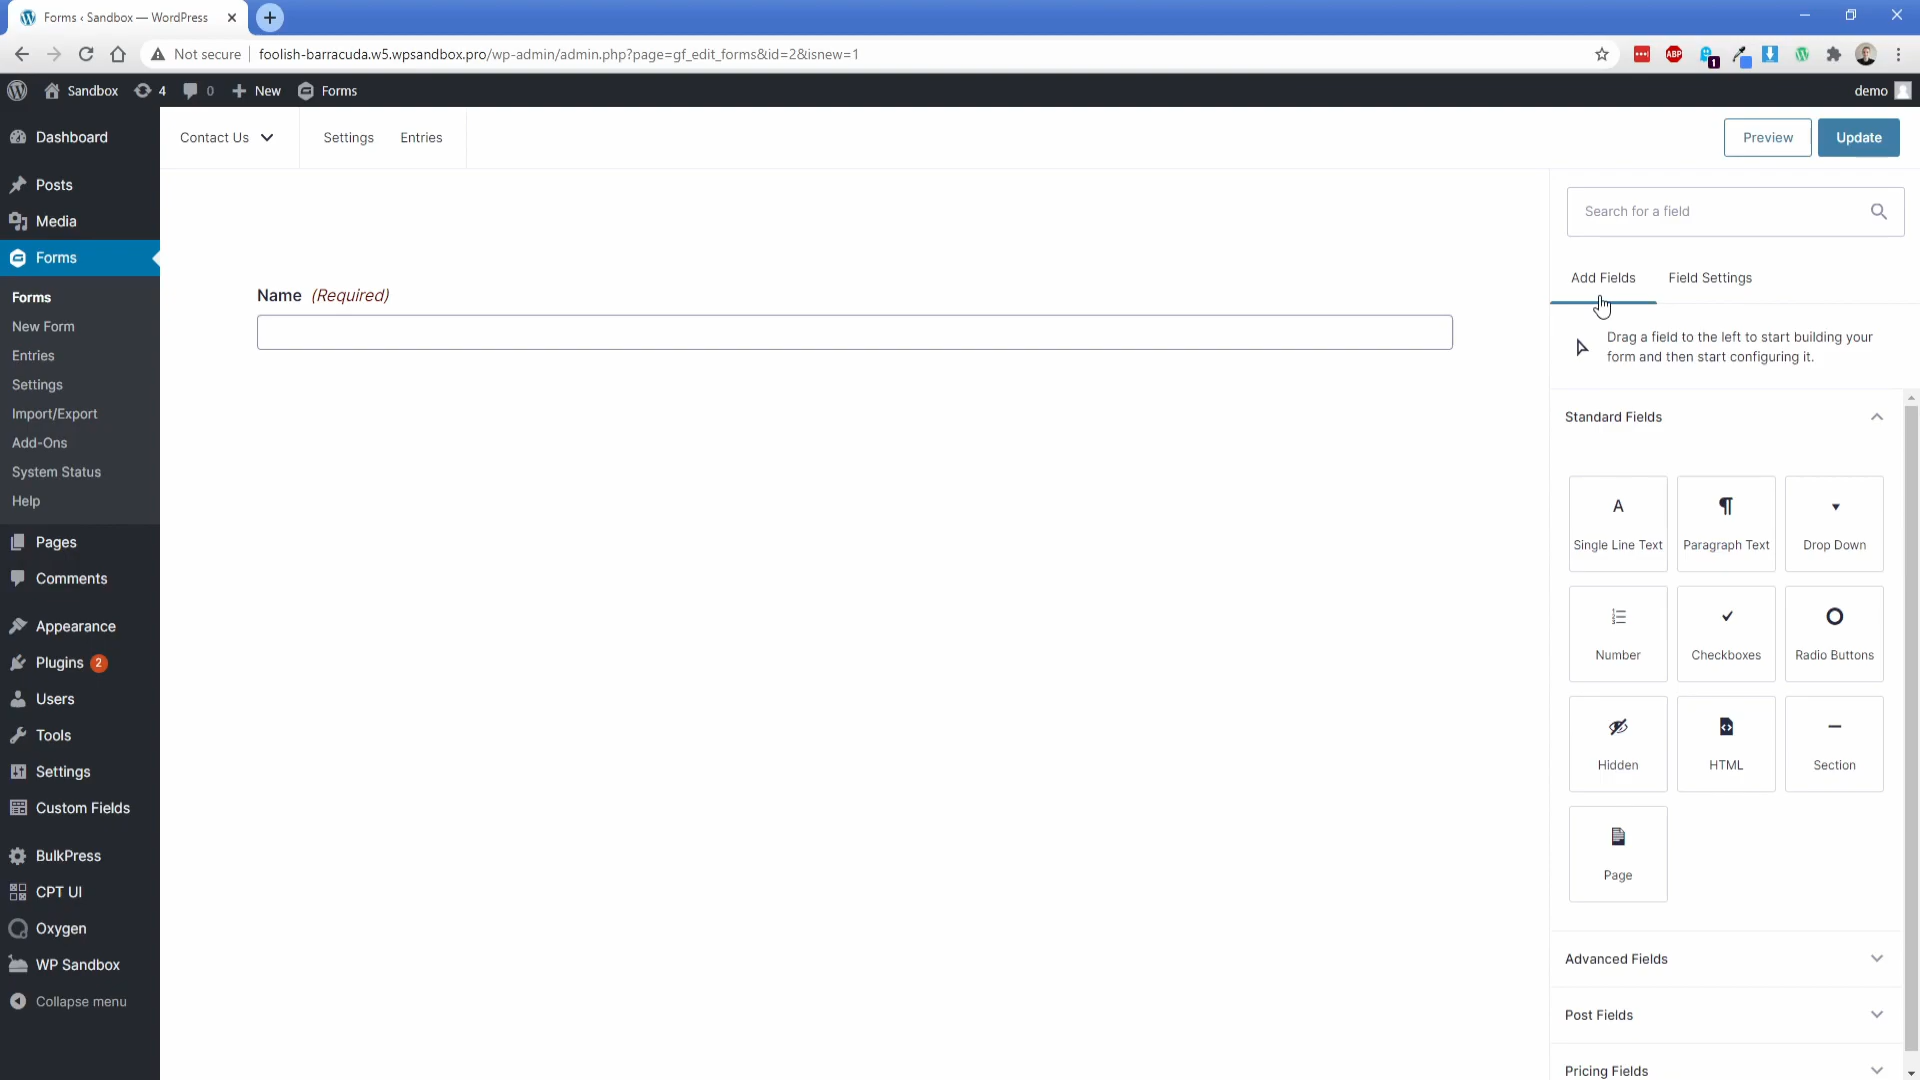 Forms ‹ Sandbox — WordPress
Not secure
foolish-barracuda.w5.wpsandbox.pro/wp-admin/admin.php?page=gf_edit_forms&id=2&isnew=1
ABP
1
Sandbox
4
0
New
Forms
demo
Dashboard
Posts
Media
Forms
Forms
New Form
Entries
Settings
Import/Export
Add-Ons
System Status
Help
Pages
Comments
Appearance
Plugins 2
Users
Tools
Settings
Custom Fields
BulkPress
CPT UI
Oxygen
WP Sandbox
Collapse menu
Contact Us
Settings
Entries
Preview
Update
Name (Required)
Search for a field
Add Fields
Field Settings
Drag a field to the left to start building your
form and then start configuring it.
Standard Fields
Single Line Text
Paragraph Text
Drop Down
Number
Checkboxes
Radio Buttons
Hidden
HTML
Section
Page
Advanced Fields
Post Fields
Pricing Fields